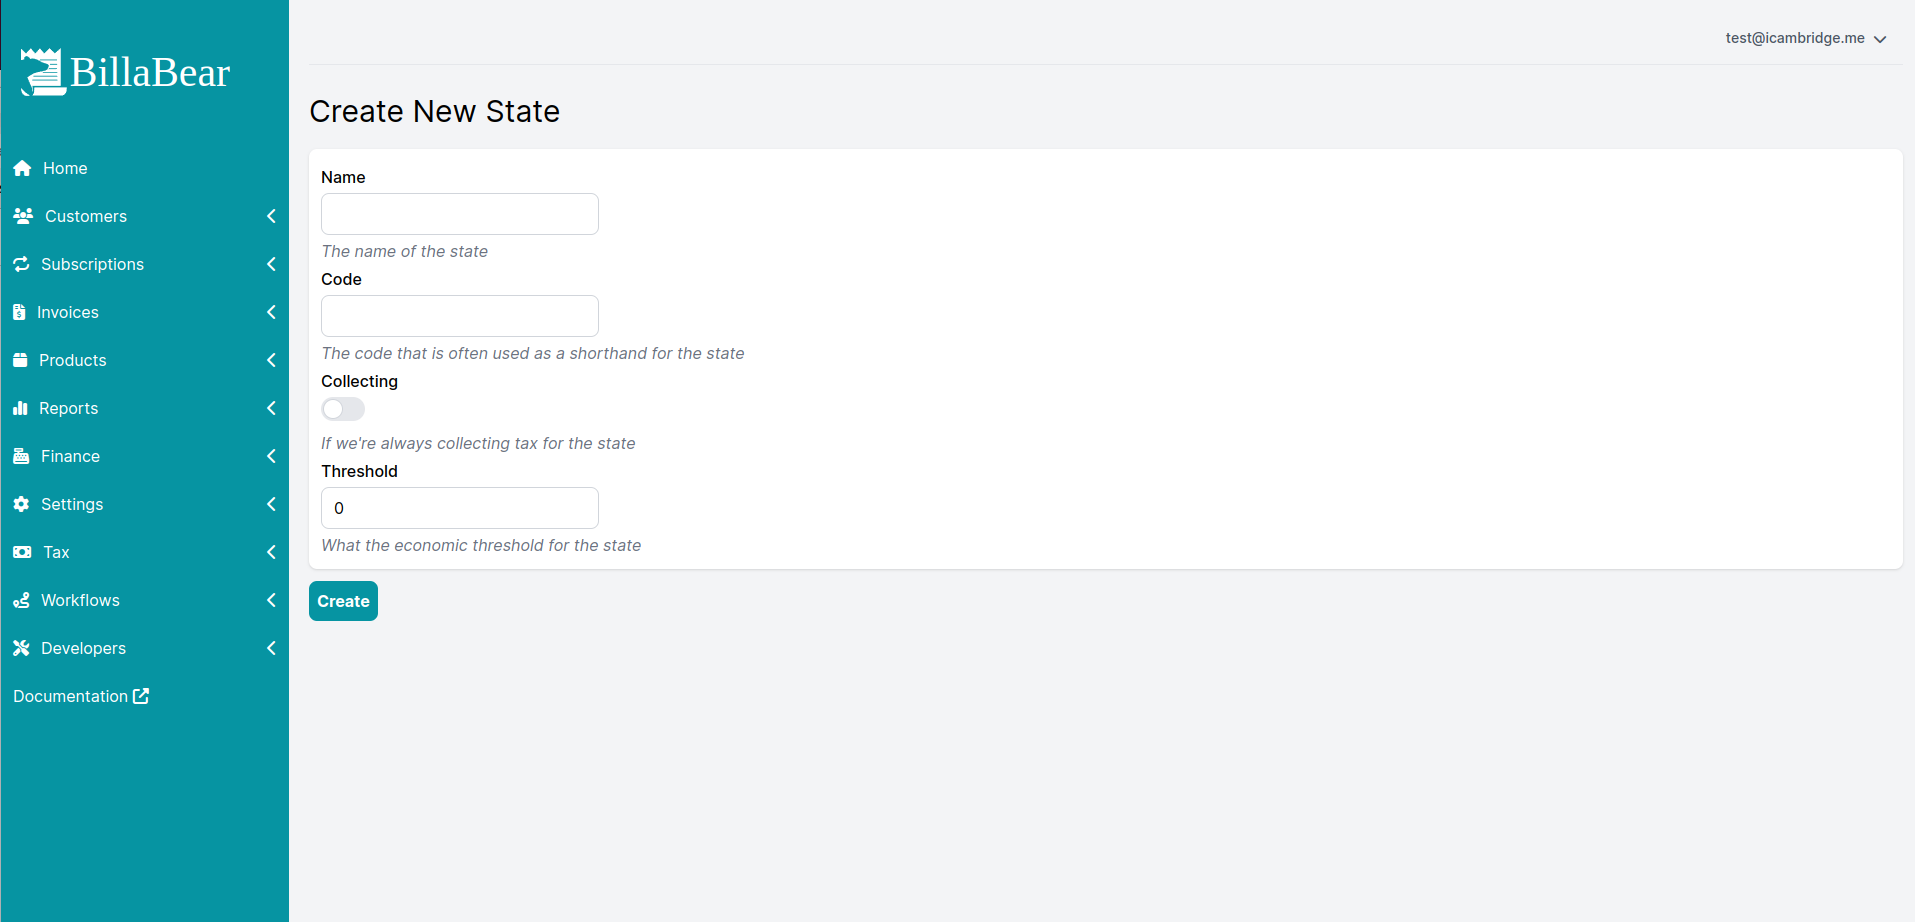 BillaBear
Home
Customers
Subscriptions
Invoices
Products
Reports
Finance
Settings
Tax
Workflows
Developers
Documentation
test@icambridge.me
Create New State
Name
The name of the state
Code
The code that is often used as a shorthand for the state
Collecting
If we're always collecting tax for the state
Threshold
0
What the economic threshold for the state
Create